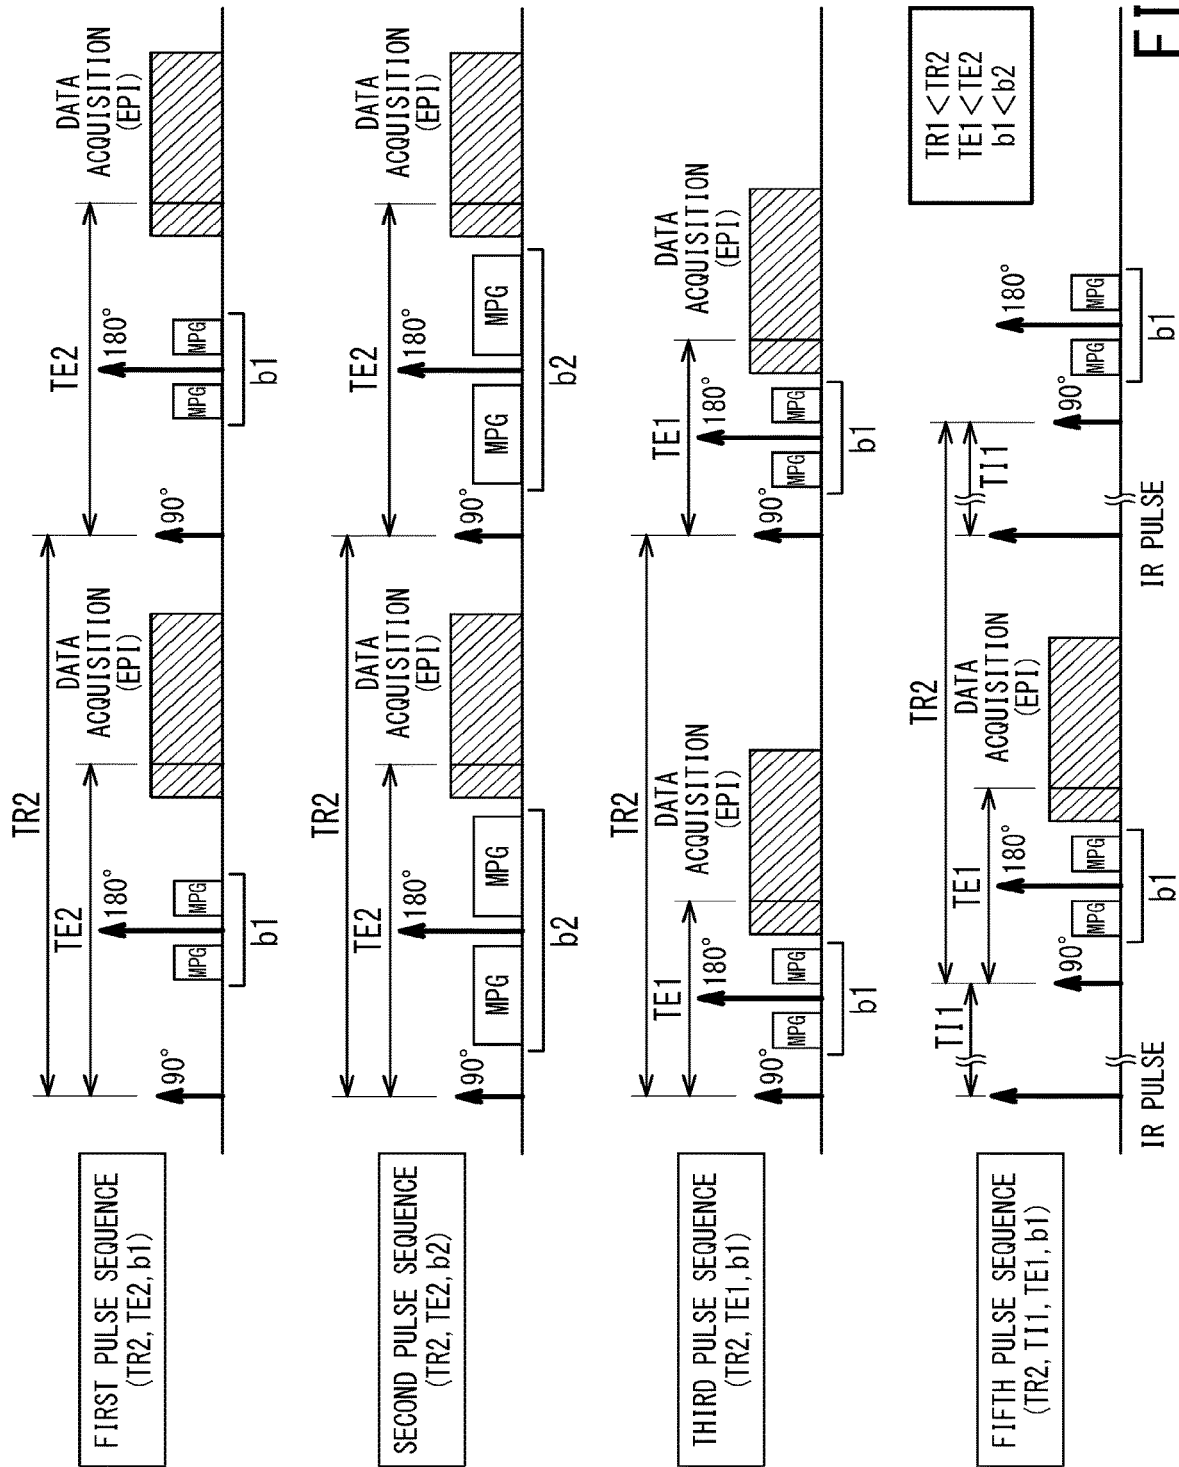 FIRST PULSE SEQUENCE
(TR2, TE2, b1)
TR2
TE2
90°
180°
MPG
MPG
b1
DATA
ACQUISITION
(EPI)
TE2
90°
180°
MPG
MPG
b1
DATA
ACQUISITION
(EPI)
SECOND PULSE SEQUENCE
(TR2, TE2, b2)
TR2
TE2
90°
180°
MPG
MPG
b2
DATA
ACQUISITION
(EPI)
TE2
90°
180°
MPG
MPG
b2
DATA
ACQUISITION
(EPI)
THIRD PULSE SEQUENCE
(TR2, TE1, b1)
TR2
TE1
90°
180°
MPG
MPG
b1
DATA
ACQUISITION
(EPI)
TE1
90°
180°
MPG
MPG
b1
DATA
ACQUISITION
(EPI)
FIFTH PULSE SEQUENCE
(TR2, TI1, TE1, b1)
TR2
TI1
IR PULSE
90°
TE1
180°
MPG
MPG
b1
DATA
ACQUISITION
(EPI)
TI1
IR PULSE
90°
180°
MPG
MPG
b1
TR1<TR2
TE1<TE2
b1<b2